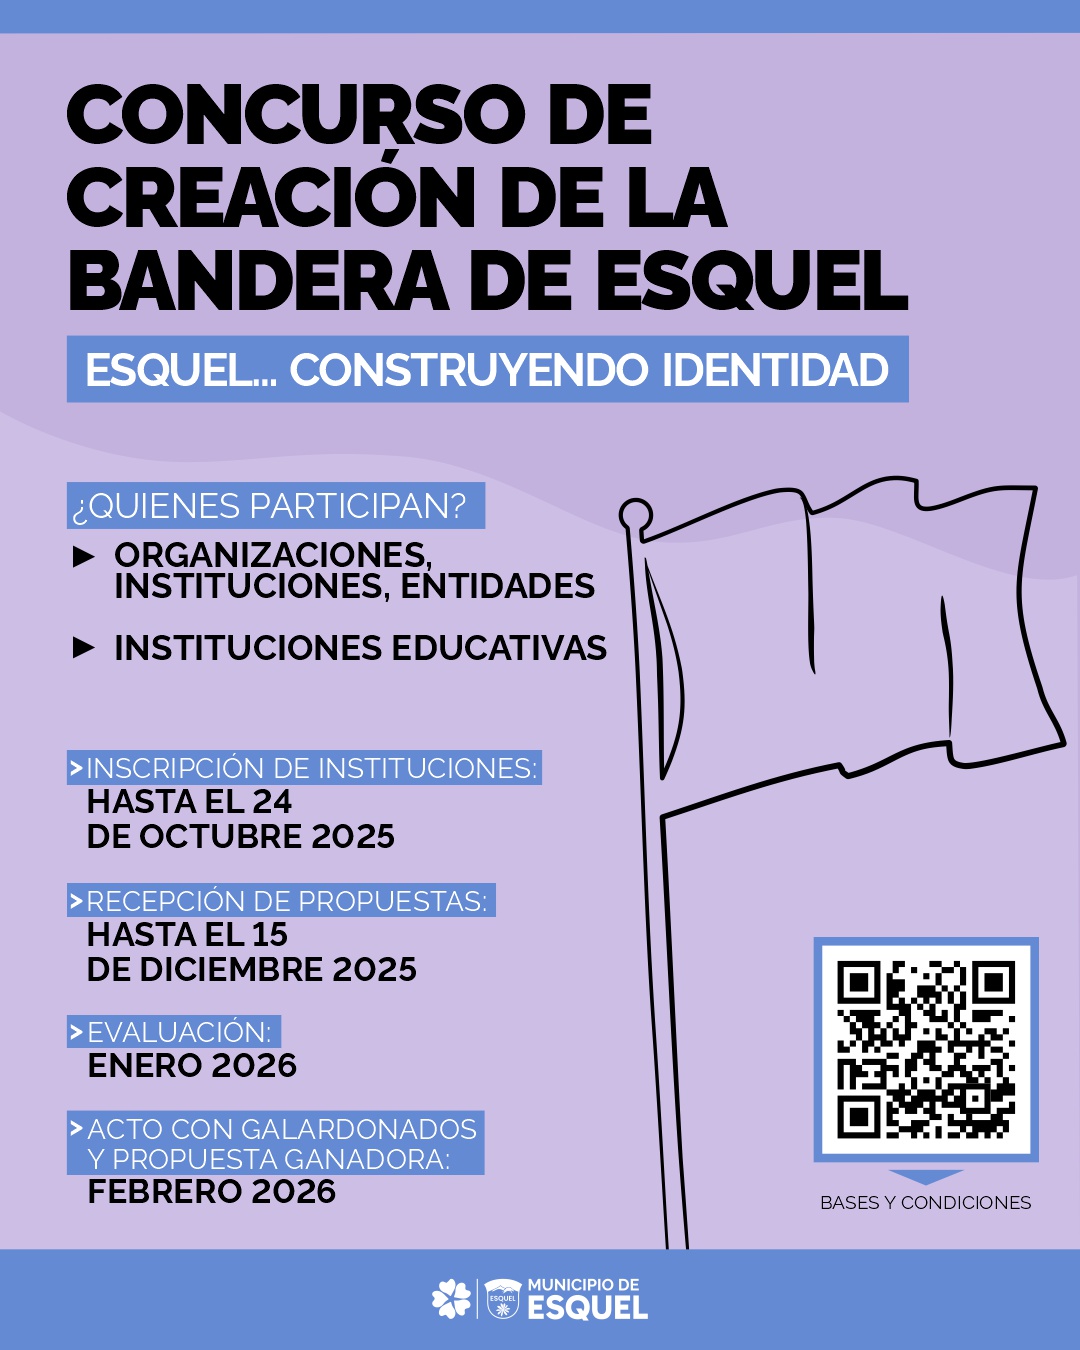 CONCURSO DE
CREACIÓN DE LA
BANDERA DE ESQUEL
ESQUEL... CONSTRUYENDO IDENTIDAD
¿QUIENES PARTICIPAN?
► ORGANIZACIONES,
INSTITUCIONES, ENTIDADES
► INSTITUCIONES EDUCATIVAS
>INSCRIPCIÓN DE INSTITUCIONES:
HASTA EL 24
DE OCTUBRE 2025
>RECEPCIÓN DE PROPUESTAS:
HASTA EL 15
DE DICIEMBRE 2025
>EVALUACIÓN:
ENERO 2026
>ACTO CON GALARDONADOS
Y PROPUESTA GANADORA:
FEBRERO 2026
BASES Y CONDICIONES
ESQUEL
MUNICIPIO DE
ESQUEL